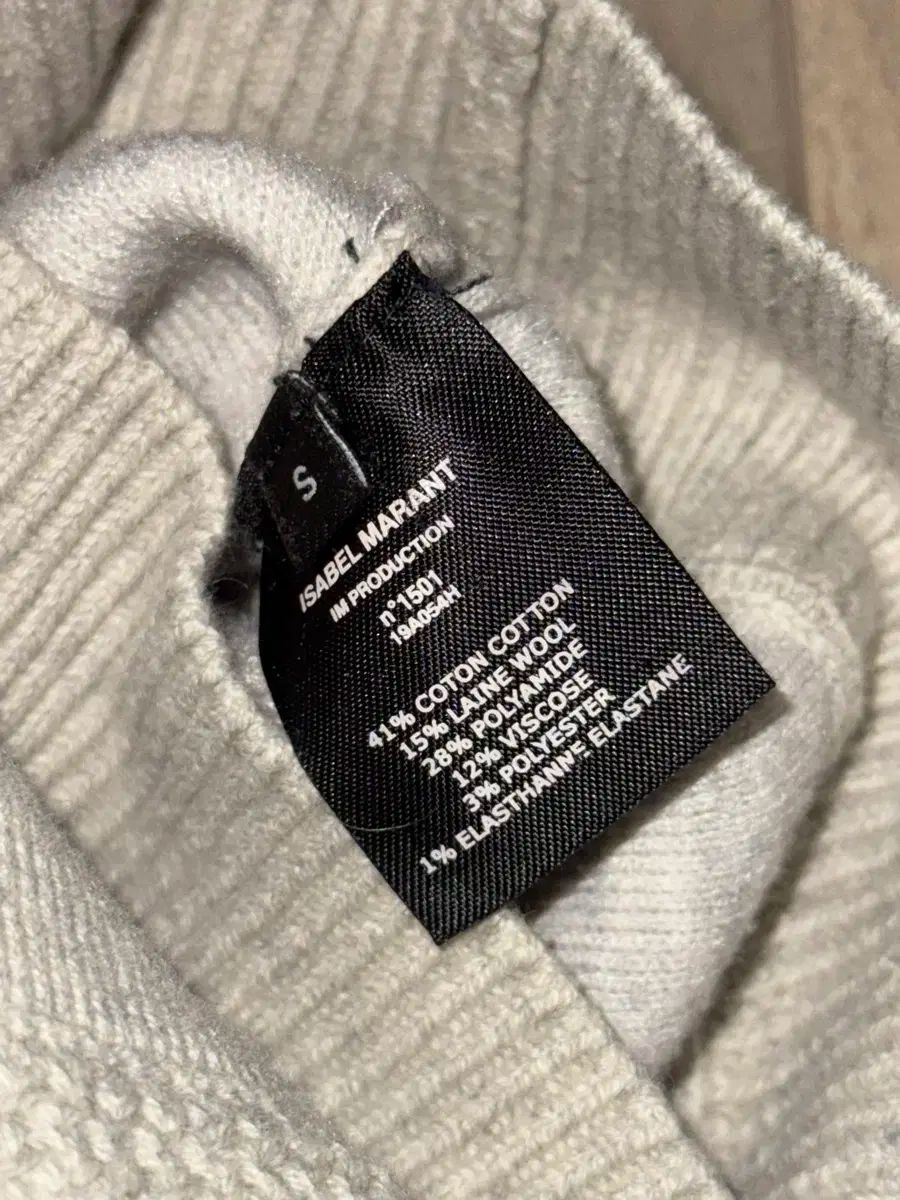 S
ISABEL MARANT
IM PRODUCTION
n°1501
19A054H
41% COTON COTTON
15% LAINE WOOL
28% POLYAMIDE
12% VISCOSE
3% POLYESTER
1% ELASTHANNE ELASTANE